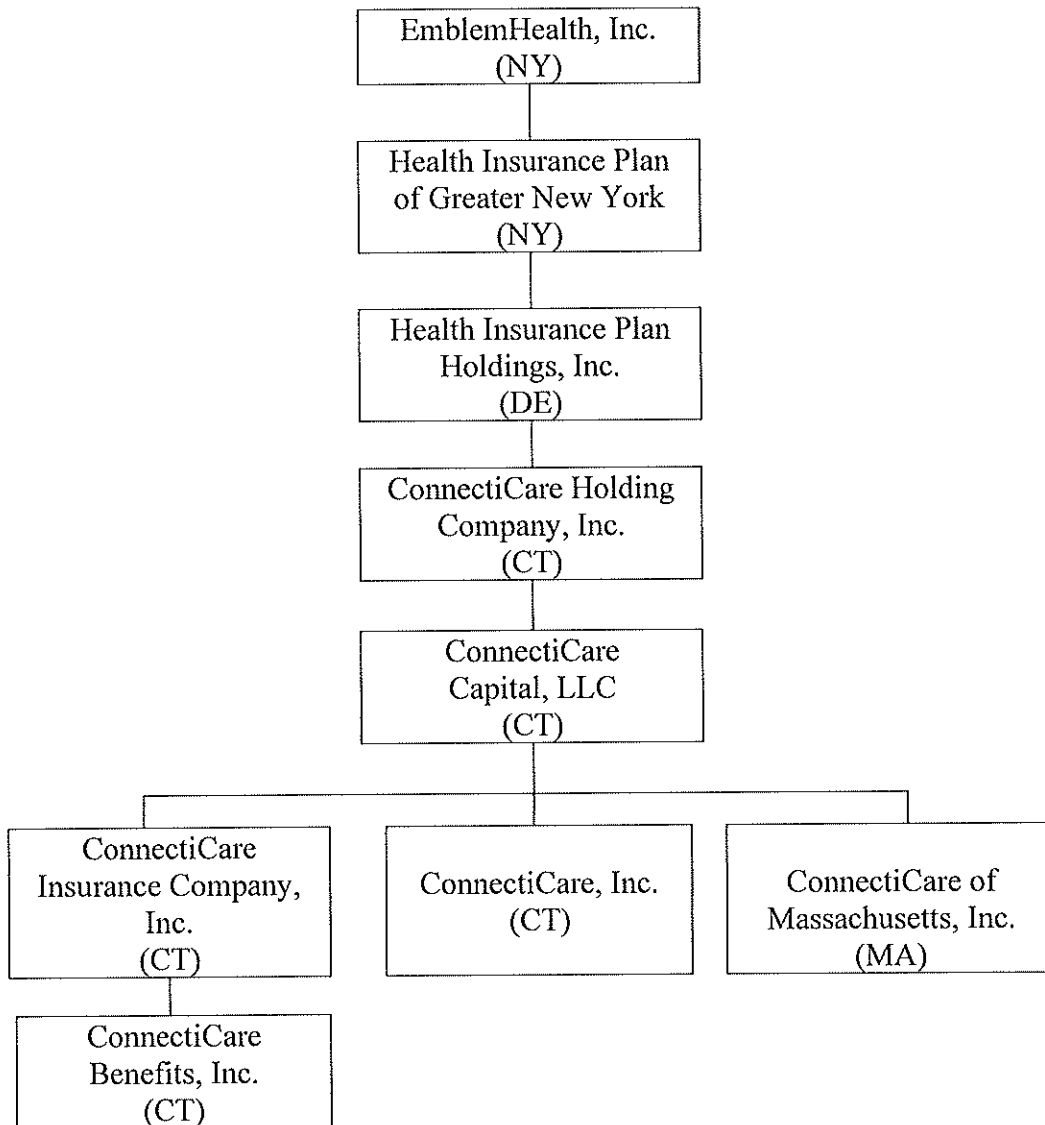 EmblemHealth, Inc.
(NY)
Health Insurance Plan
of Greater New York
(NY)
Health Insurance Plan
Holdings, Inc.
(DE)
ConnectiCare Holding
Company, Inc.
(CT)
ConnectiCare
Capital, LLC
(CT)
ConnectiCare
Insurance Company,
Inc.
(CT)
ConnectiCare, Inc.
(CT)
ConnectiCare of
Massachusetts, Inc.
(MA)
ConnectiCare
Benefits, Inc.
(CT)